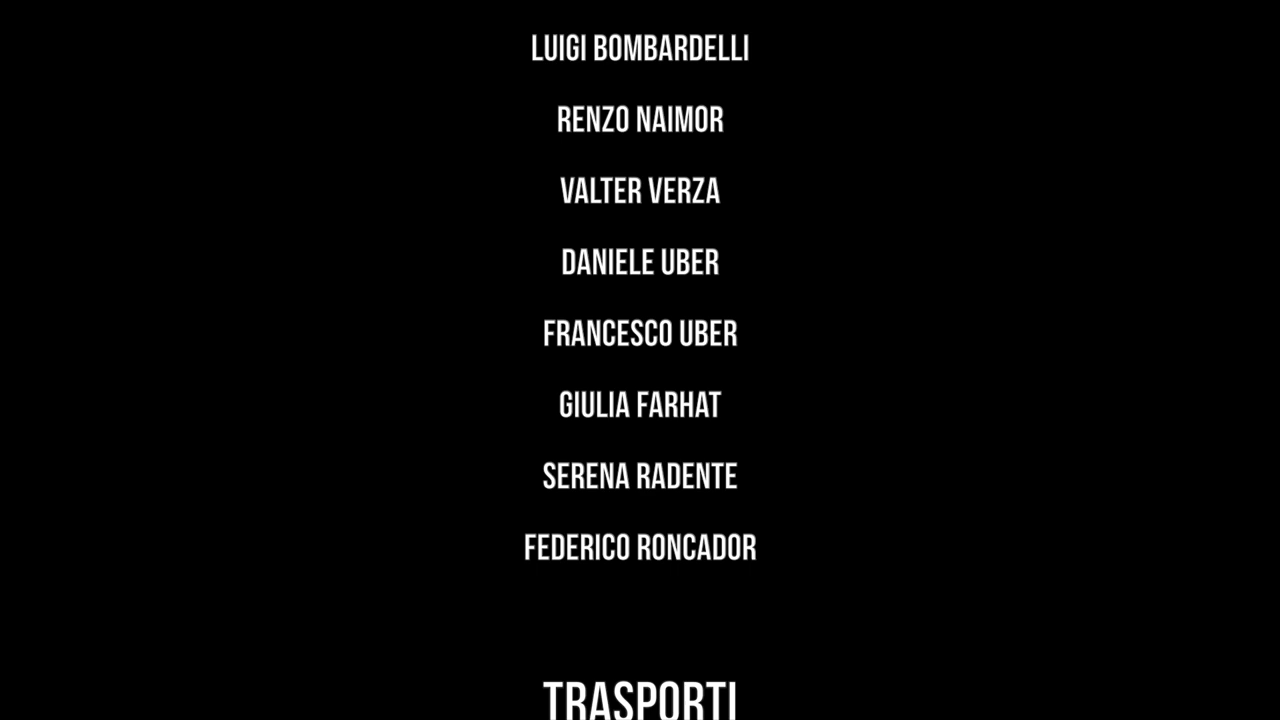 LUIGI BOMBARDELLI
RENZO NAIMOR
VALTER VERZA
DANIELE UBER
FRANCESCO UBER
GIULIA FARHAT
SERENA RADENTE
FEDERICO RONCADOR
TRASPORTI